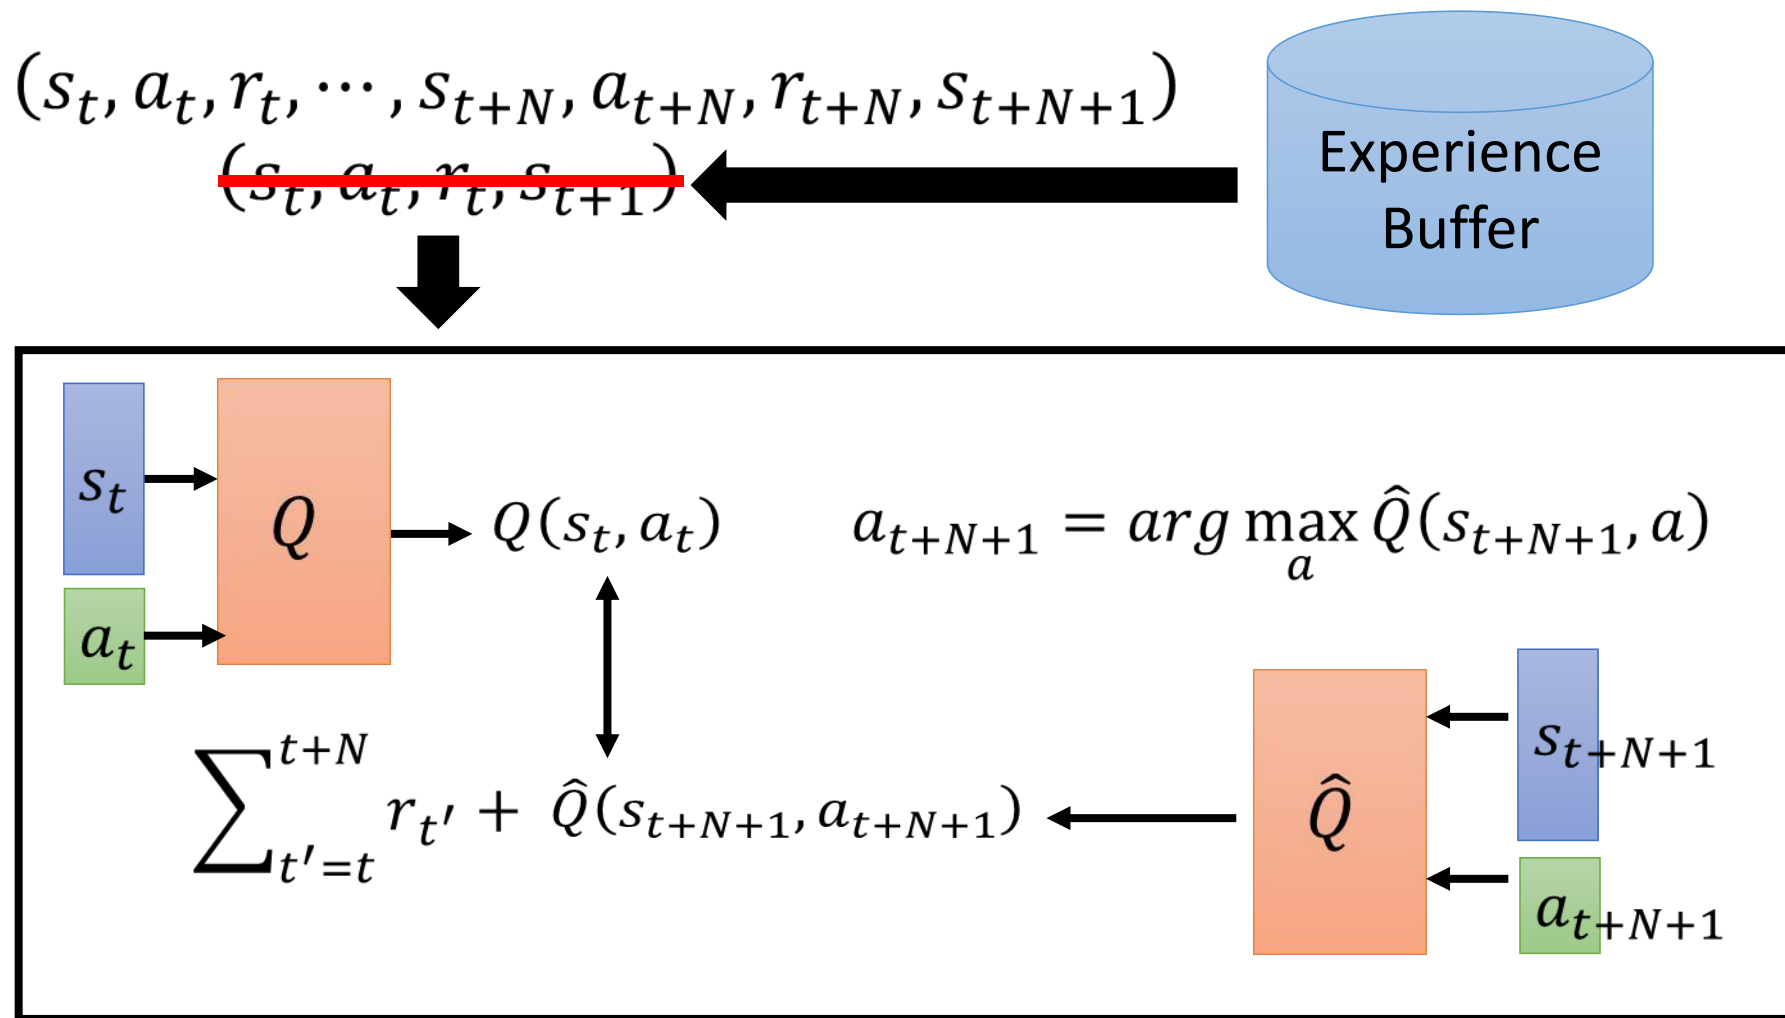 (s_t, a_t, r_t, ⋯, s_{t+N}, a_{t+N}, r_{t+N}, s_{t+N+1})
(s_t, a_t, r_t, s_{t+1})
Experience
Buffer
s_t
a_t
Q
Q(s_t, a_t)
a_{t+N+1} = arg max_a Q̂(s_{t+N+1}, a)
∑_{t′=t}^{t+N} r_{t′} + Q̂(s_{t+N+1}, a_{t+N+1})
Q̂
s_{t+N+1}
a_{t+N+1}